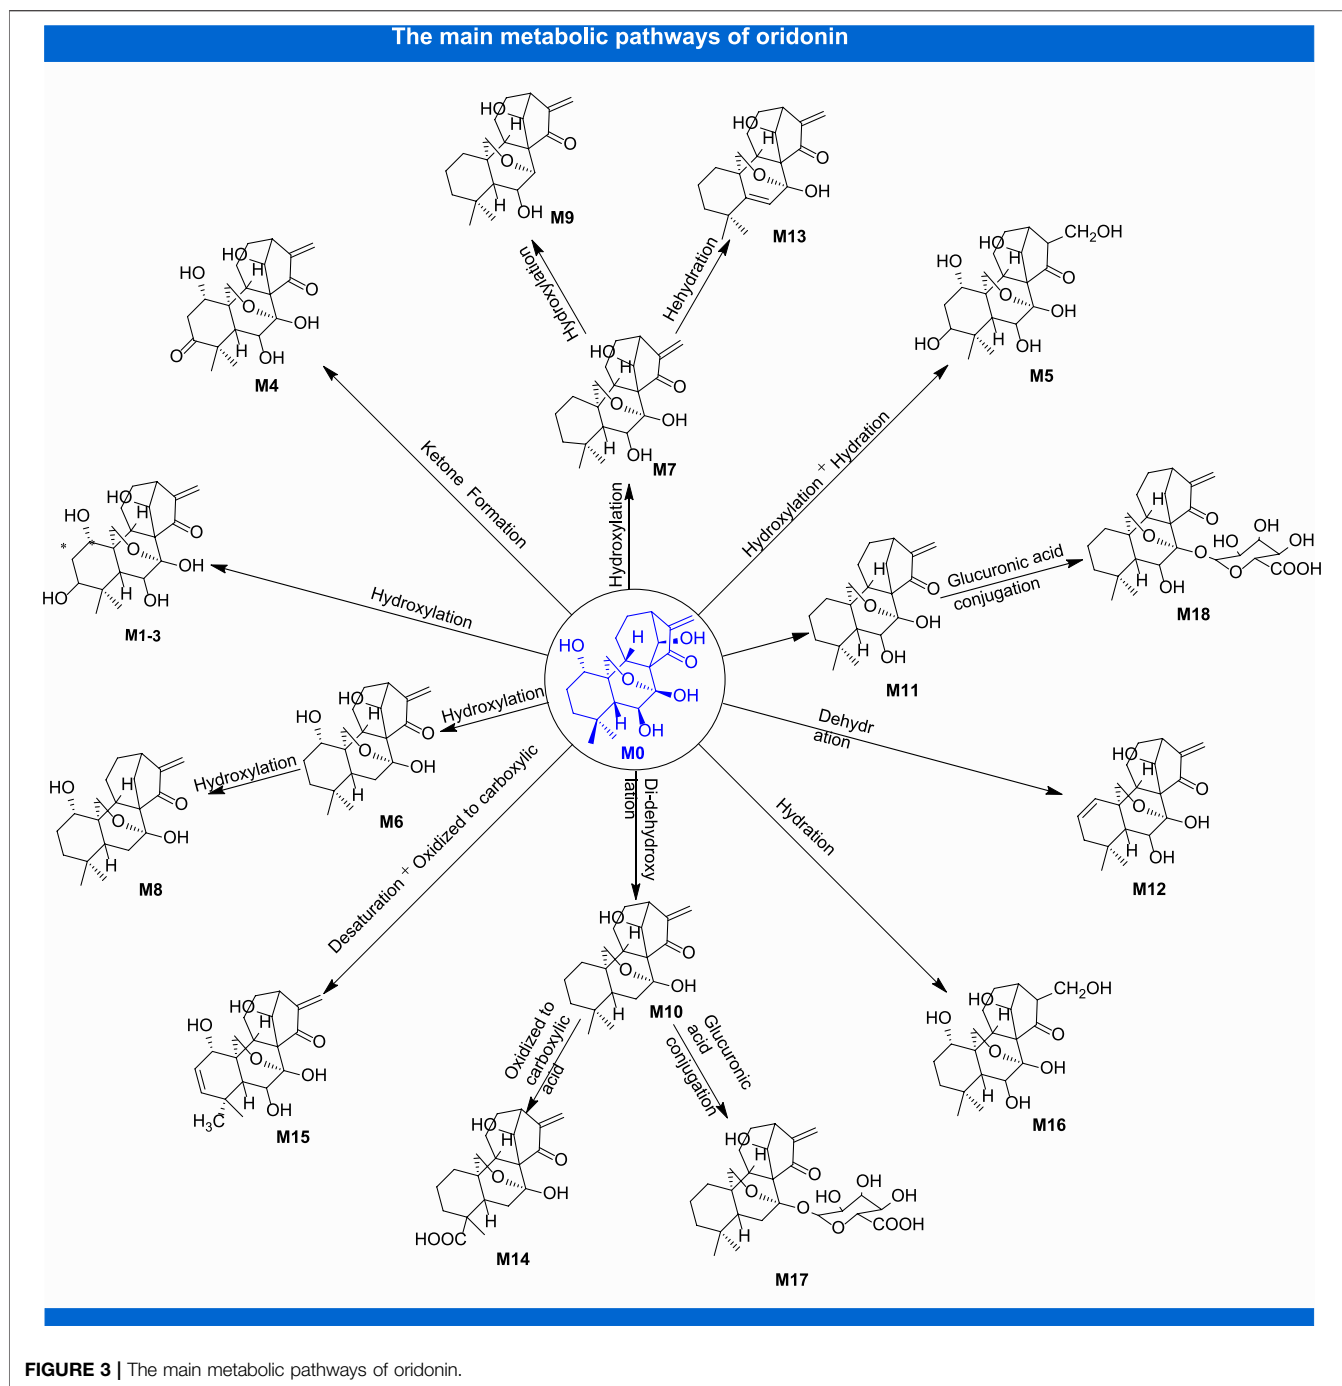 The main metabolic pathways of oridonin
HO
H
O
O
H
OH
M9
HO
H
O
O
OH
M13
Hydroxylation
Hehydration
HO
H
O
HO
O
OH
O
H
OH
M4
HO
H
CH2OH
HO
O
O
OH
HO
H
OH
M5
HO
H
O
O
OH
H
OH
M7
Ketone Formation
Hydroxylation
Hydroxylation + Hydration
HO
H
HO
O
*
O
OH
HO
H
OH
M1-3
Hydroxylation
H
O
O
OH
H
OH
M11
Glucuronic acid
conjugation
H
O
OH
HO
OH
O
O
O
COOH
H
OH
M18
HO
H
OH
O
O
OH
H
OH
M0
Hydroxylation
HO
H
HO
O
O
OH
H
M6
Hydroxylation
H
HO
O
O
OH
H
M8
Dehydr
ation
HO
H
O
O
OH
H
OH
M12
Desaturation + Oxidized to carboxylic
Di-dehydroxy
lation
Hydration
HO
H
O
O
OH
H
M10
HO
H
HO
O
O
OH
H
OH
H3C
M15
HO
H
CH2OH
HO
O
O
OH
H
OH
M16
Oxidized to
carboxylic
acid
Glucuronic
acid
conjugation
HO
H
O
O
OH
H
HOOC
M14
HO
H
O
O
O
OH
HO
OH
O
COOH
H
M17
FIGURE 3 | The main metabolic pathways of oridonin.